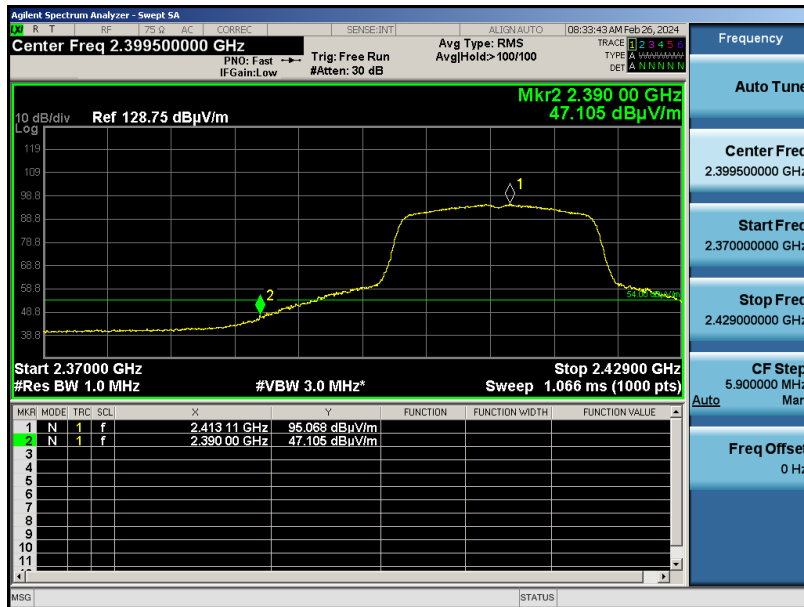 Agilent Spectrum Analyzer - Swept SA
LXI R T RF 75 Ω AC CORREC SENSE:INT ALIGN AUTO 08:33:43 AM Feb 26, 2024
Center Freq 2.399500000 GHz
PNO: Fast
IFGain:Low
Trig: Free Run
#Atten: 30 dB
Avg Type: RMS
Avg|Hold:>100/100
TRACE 1 2 3 4 5 6
TYPE A
DET A N N N N N
Frequency
Auto Tune
Center Freq
2.399500000 GHz
Start Freq
2.370000000 GHz
Stop Freq
2.429000000 GHz
CF Step
5.900000 MHz
Auto Man
Freq Offset
0 Hz
Mkr2 2.390 00 GHz
47.105 dBµV/m
10 dB/div Ref 128.75 dBµV/m
Log
119
109
98.8
88.8
78.8
68.8
58.8
48.8
38.8
1
2
Start 2.37000 GHz Stop 2.42900 GHz
#Res BW 1.0 MHz #VBW 3.0 MHz* Sweep 1.066 ms (1000 pts)
MKR MODE TRC SCL X Y FUNCTION FUNCTION WIDTH FUNCTION VALUE
1 N 1 f 2.413 11 GHz 95.068 dBµV/m
2 N 1 f 2.390 00 GHz 47.105 dBµV/m
3
4
5
6
7
8
9
10
11
MSG STATUS